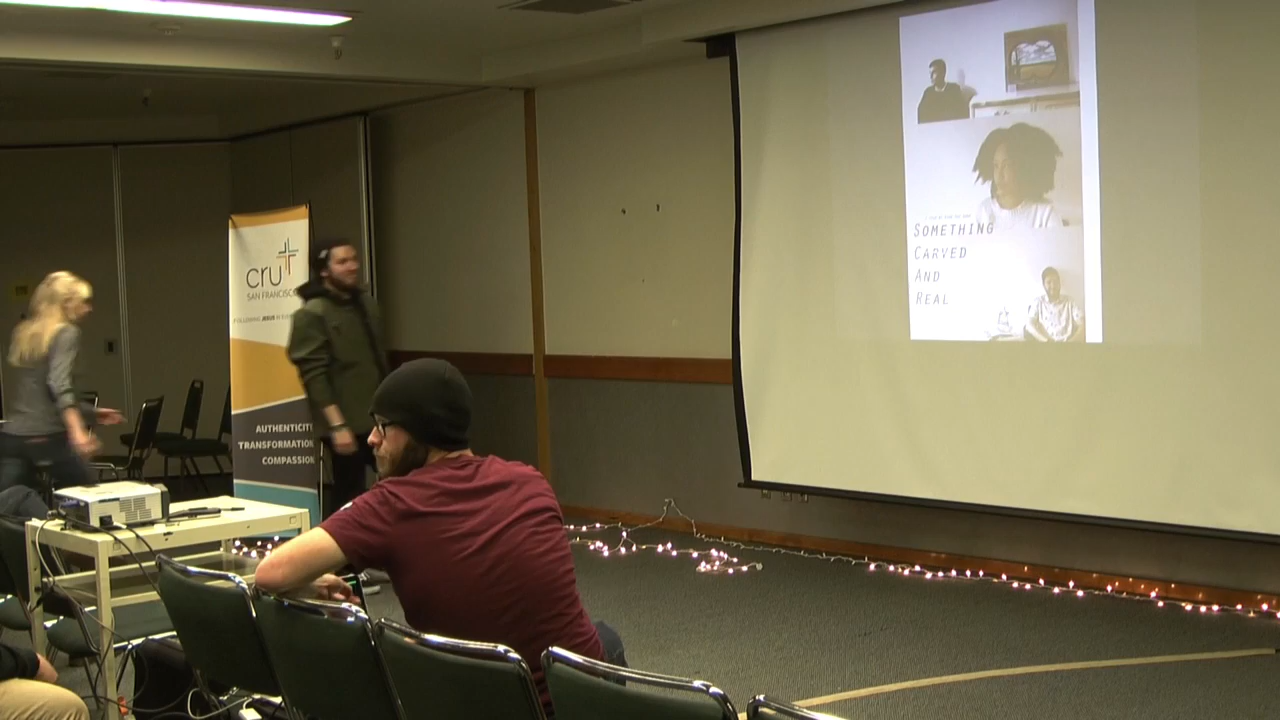 cru
SAN FRANCISCO
AUTHENTICITY
TRANSFORMATION
COMPASSION
SOMETHING
CARVED
AND
REAL